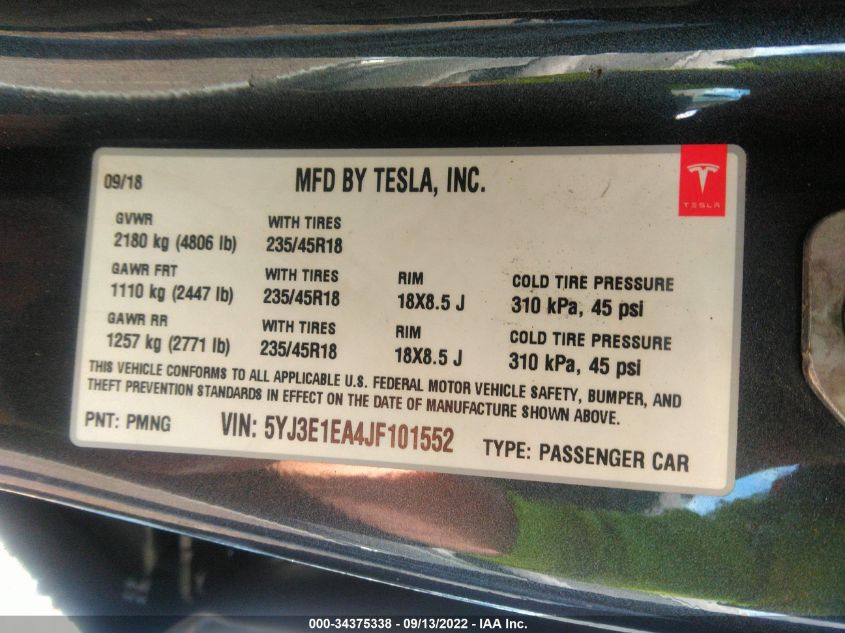 09/18 MFD BY TESLA, INC.
TESLA
GVWR WITH TIRES
2180 kg (4806 lb) 235/45R18
GAWR FRT WITH TIRES RIM COLD TIRE PRESSURE
1110 kg (2447 lb) 235/45R18 18X8.5 J 310 kPa, 45 psi
GAWR RR WITH TIRES RIM COLD TIRE PRESSURE
1257 kg (2771 lb) 235/45R18 18X8.5 J 310 kPa, 45 psi
THIS VEHICLE CONFORMS TO ALL APPLICABLE U.S. FEDERAL MOTOR VEHICLE SAFETY, BUMPER, AND
THEFT PREVENTION STANDARDS IN EFFECT ON THE DATE OF MANUFACTURE SHOWN ABOVE.
PNT: PMNG VIN: 5YJ3E1EA4JF101552 TYPE: PASSENGER CAR
000-34375338 - 09/13/2022 - IAA Inc.